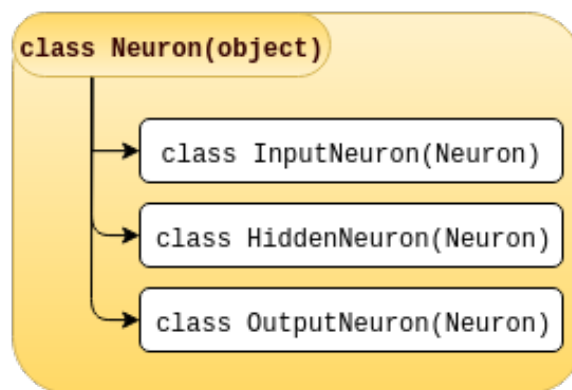 class Neuron(object)
class InputNeuron(Neuron)
class HiddenNeuron(Neuron)
class OutputNeuron(Neuron)